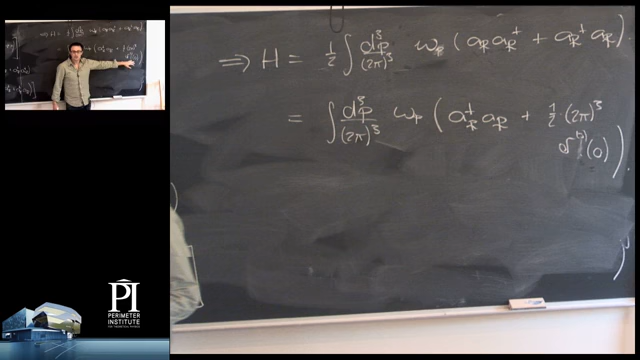 ⟹ H = 1/2 ∫ d³p/(2π)³ ω_p ( a_p a_p† + a_p† a_p ).
= ∫ d³p/(2π)³ ω_p ( a_p† a_p + 1/2 (2π)³
δ⁽³⁾(0) )
PI
PERIMETER
INSTITUTE
FOR THEORETICAL PHYSICS